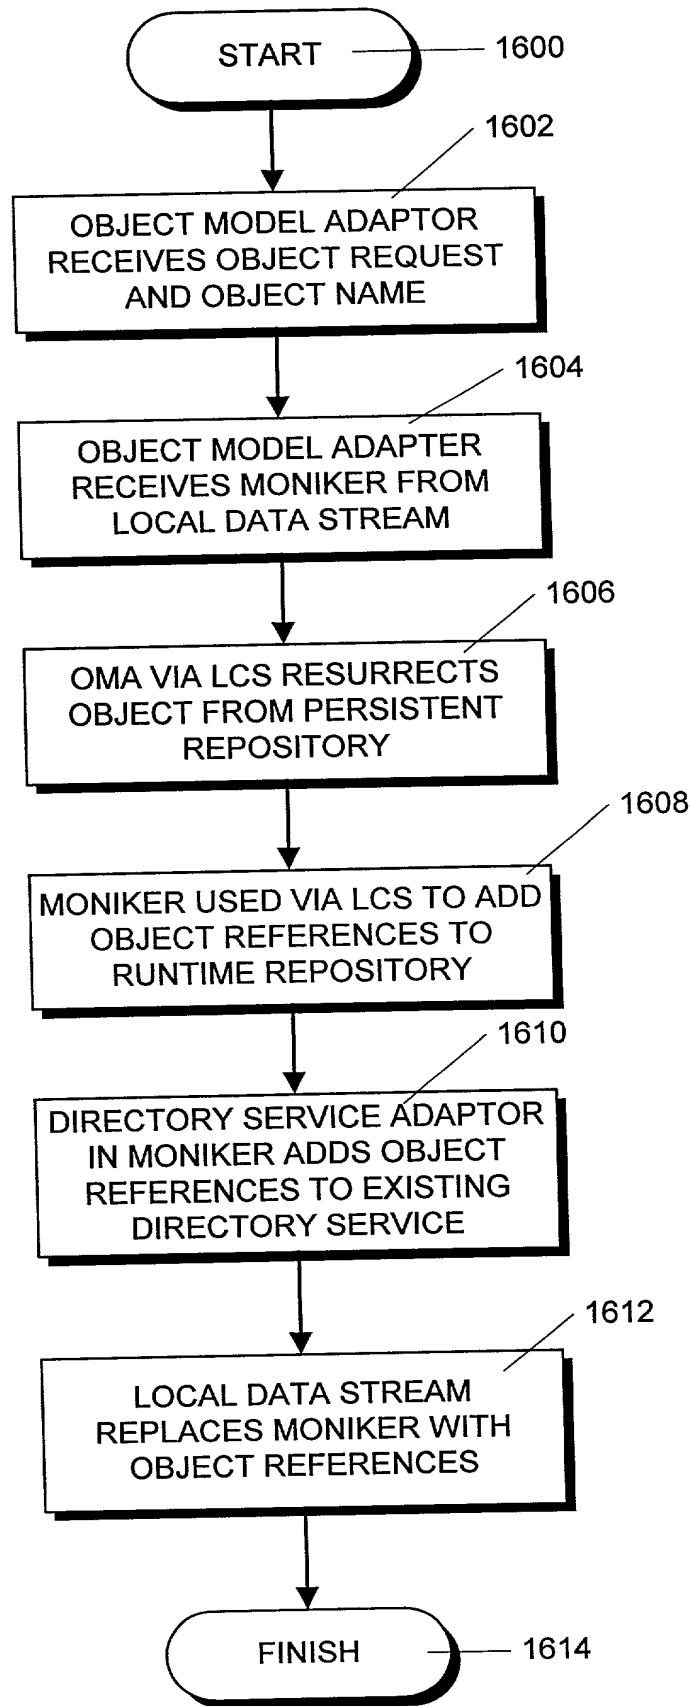 START
1600
1602
OBJECT MODEL ADAPTOR
RECEIVES OBJECT REQUEST
AND OBJECT NAME
1604
OBJECT MODEL ADAPTER
RECEIVES MONIKER FROM
LOCAL DATA STREAM
1606
OMA VIA LCS RESURRECTS
OBJECT FROM PERSISTENT
REPOSITORY
1608
MONIKER USED VIA LCS TO ADD
OBJECT REFERENCES TO
RUNTIME REPOSITORY
1610
DIRECTORY SERVICE ADAPTOR
IN MONIKER ADDS OBJECT
REFERENCES TO EXISTING
DIRECTORY SERVICE
1612
LOCAL DATA STREAM
REPLACES MONIKER WITH
OBJECT REFERENCES
FINISH
1614